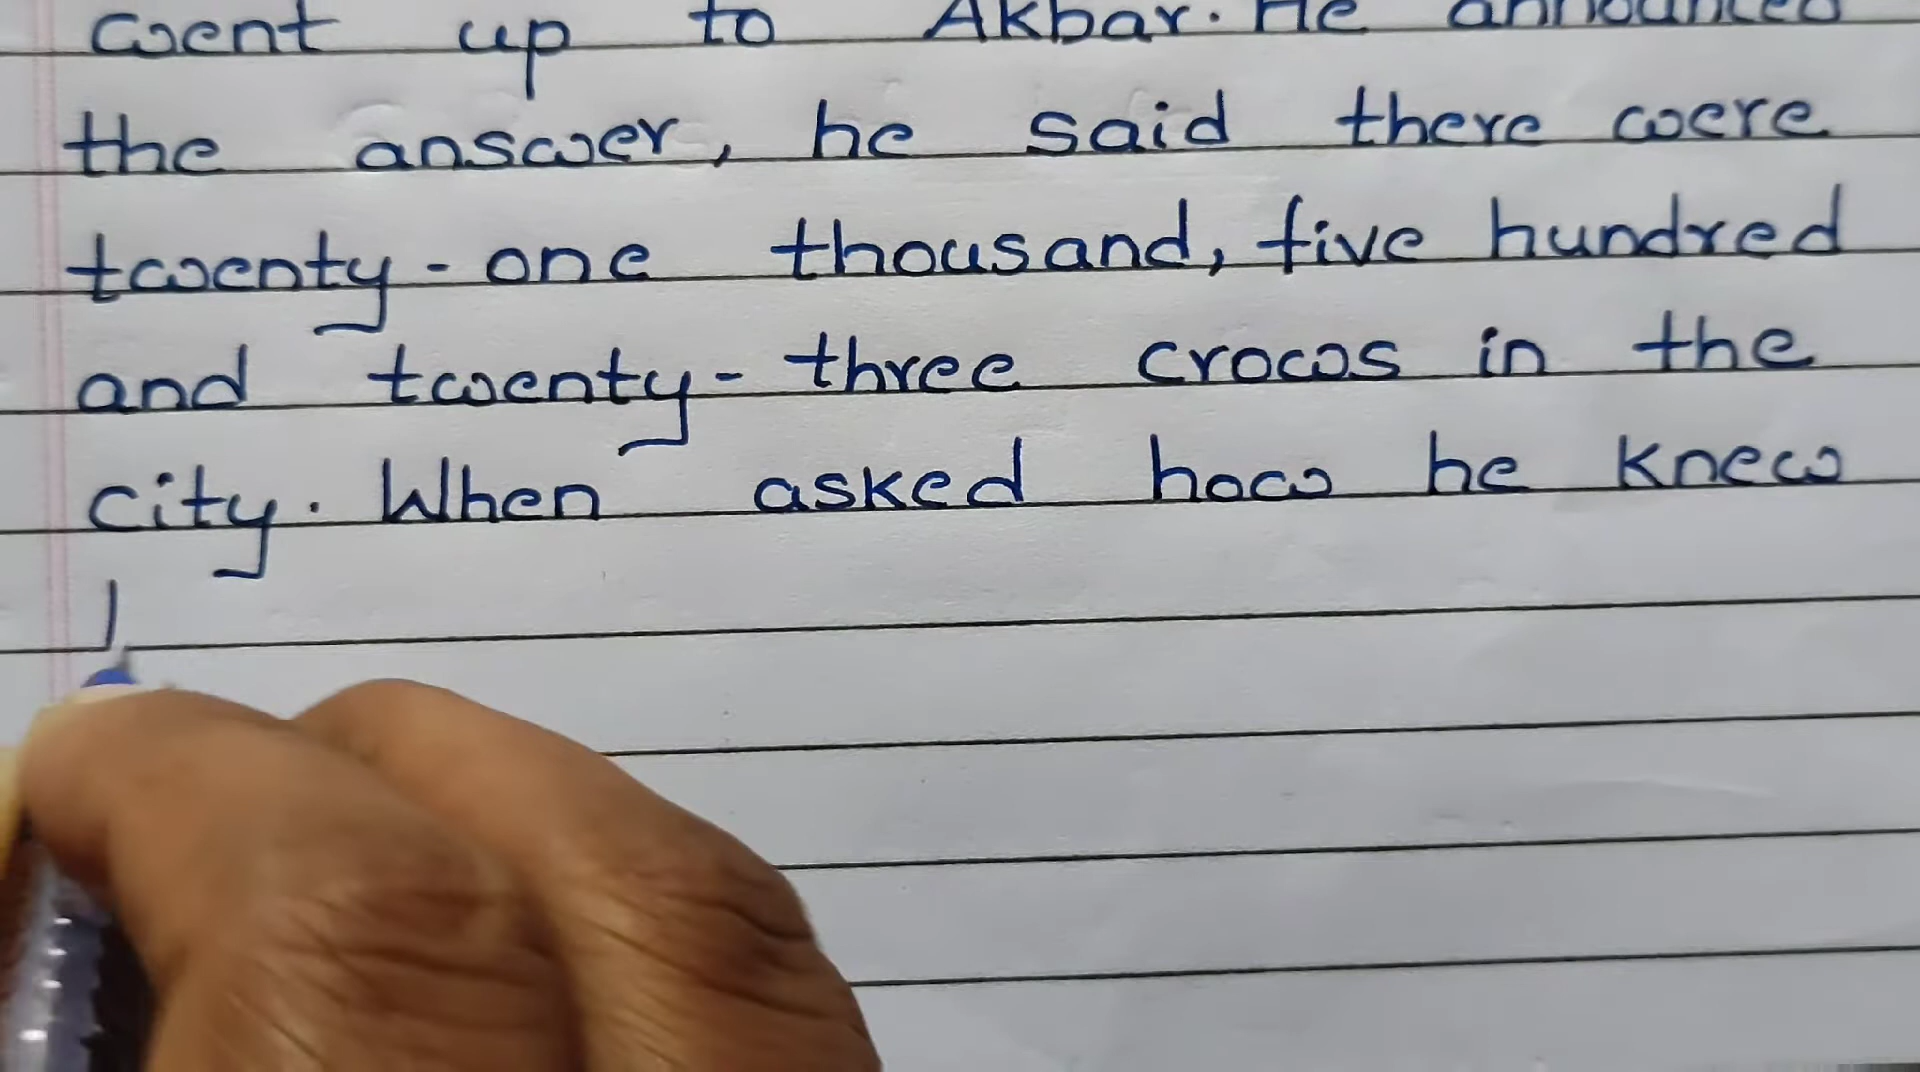 went up to Akbar. He announced
the answer, he said there were
twenty-one thousand, five hundred
and twenty-three crows in the
city. When asked how he knew